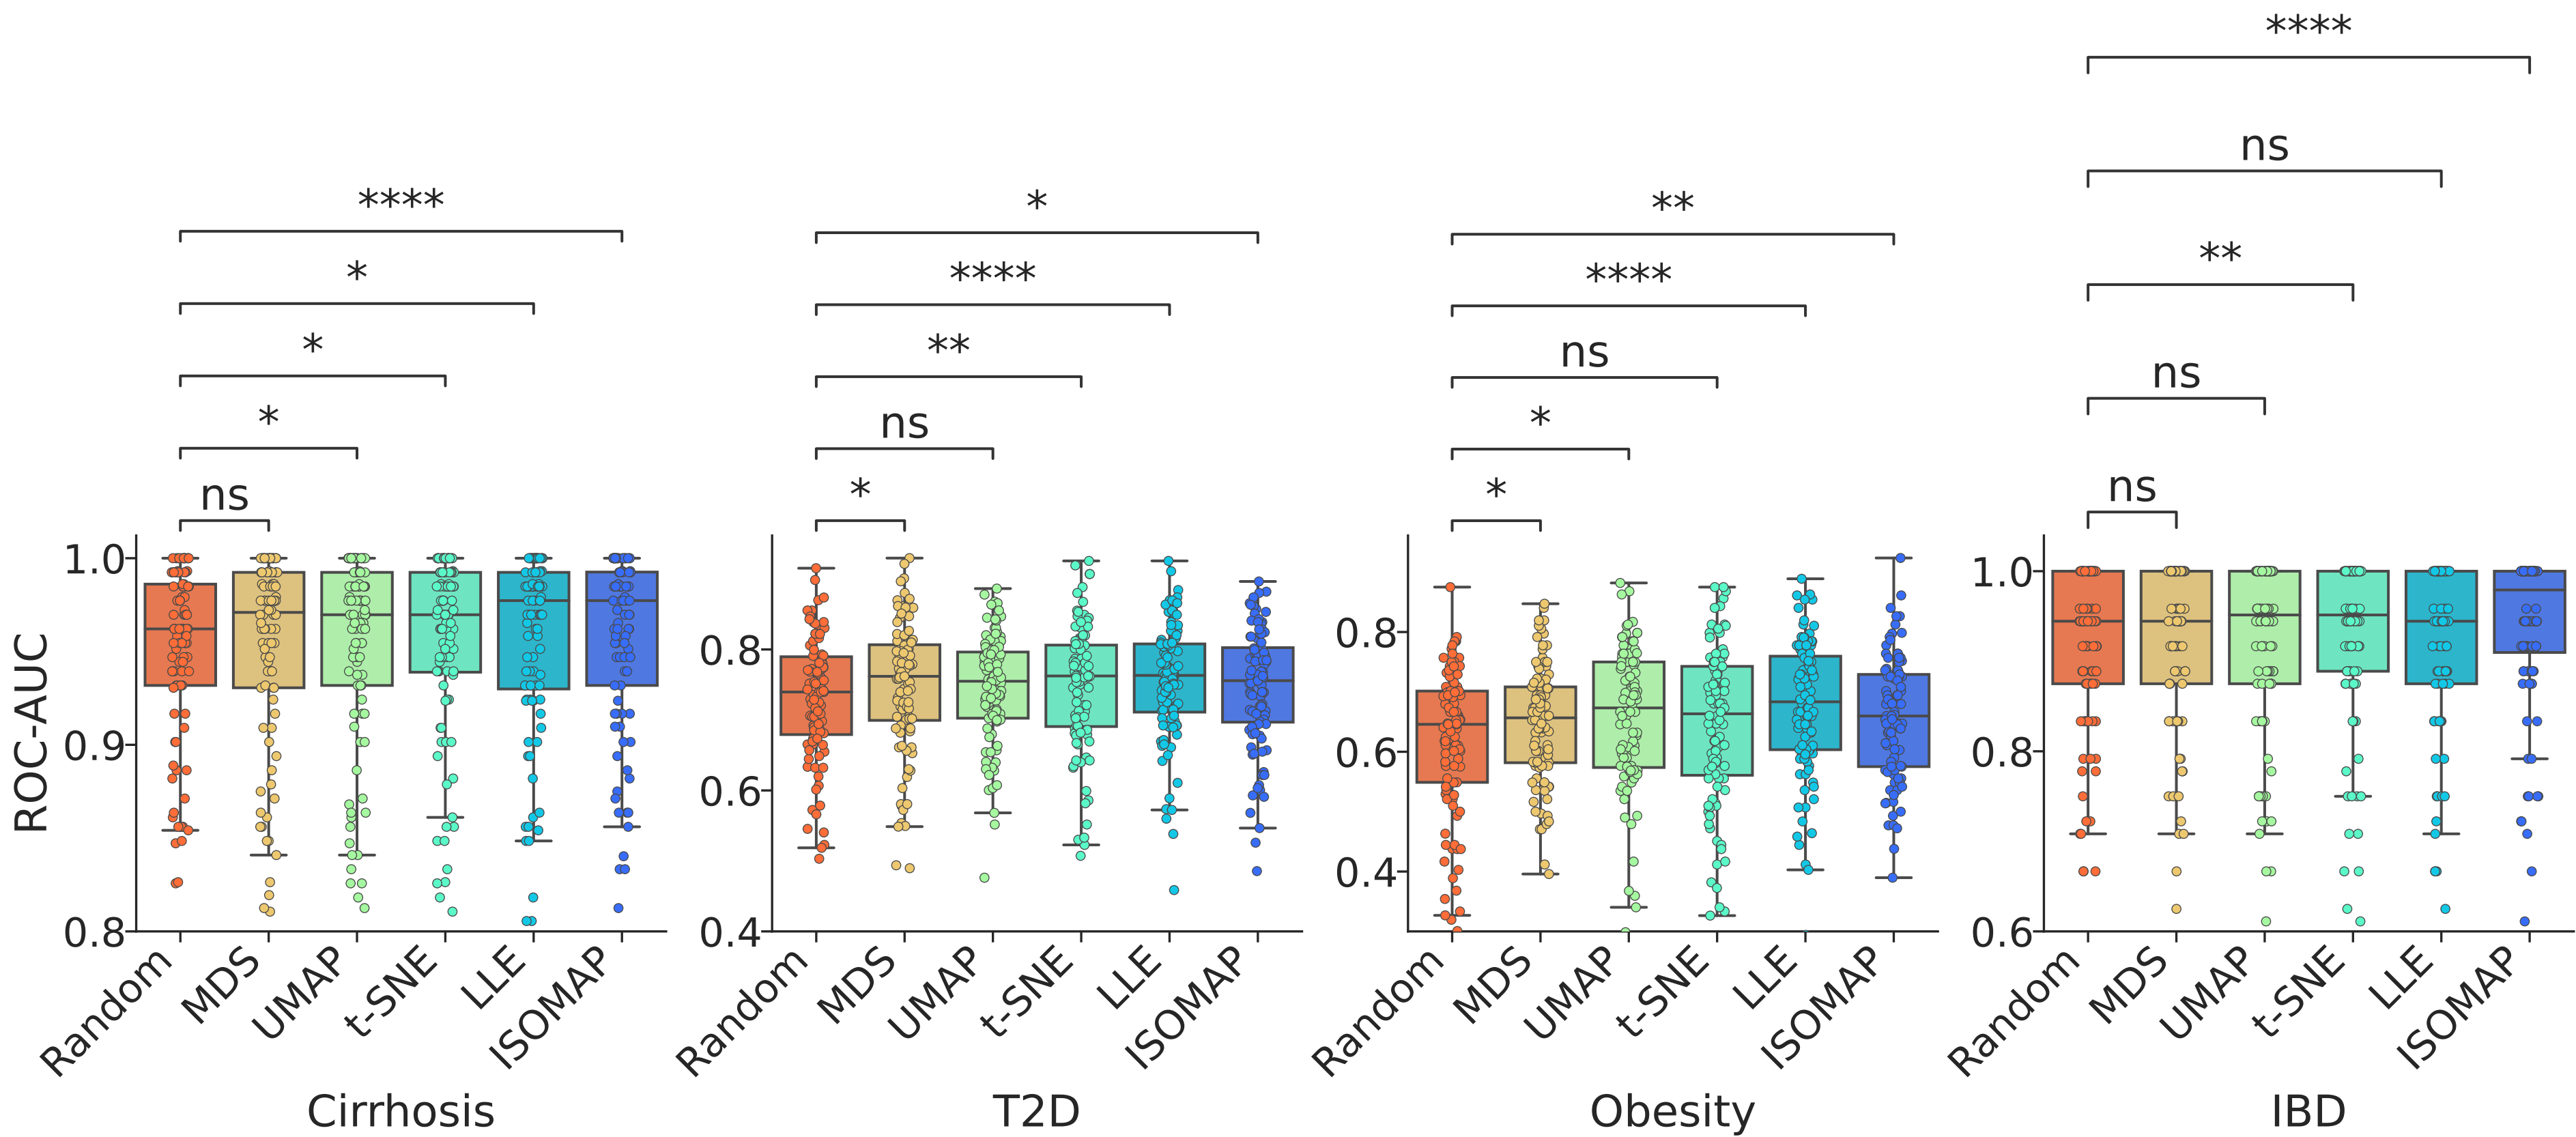 ****
ns
**
ns
ns
****
*
*
*
ns
*
****
**
ns
*
**
****
ns
*
*
ROC-AUC
1.0
0.9
0.8
0.8
0.6
0.4
0.8
0.6
0.4
1.0
0.8
0.6
Random
MDS
UMAP
t-SNE
LLE
ISOMAP
Random
MDS
UMAP
t-SNE
LLE
ISOMAP
Random
MDS
UMAP
t-SNE
LLE
ISOMAP
Random
MDS
UMAP
t-SNE
LLE
ISOMAP
Cirrhosis
T2D
Obesity
IBD